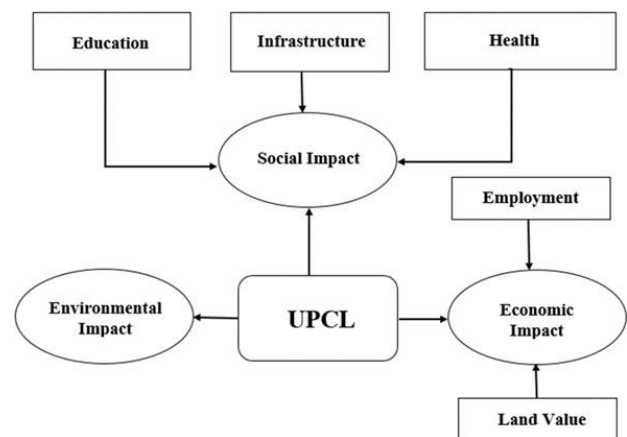 Education
Infrastructure
Health
Social Impact
Employment
Environmental
Impact
UPCL
Economic
Impact
Land Value